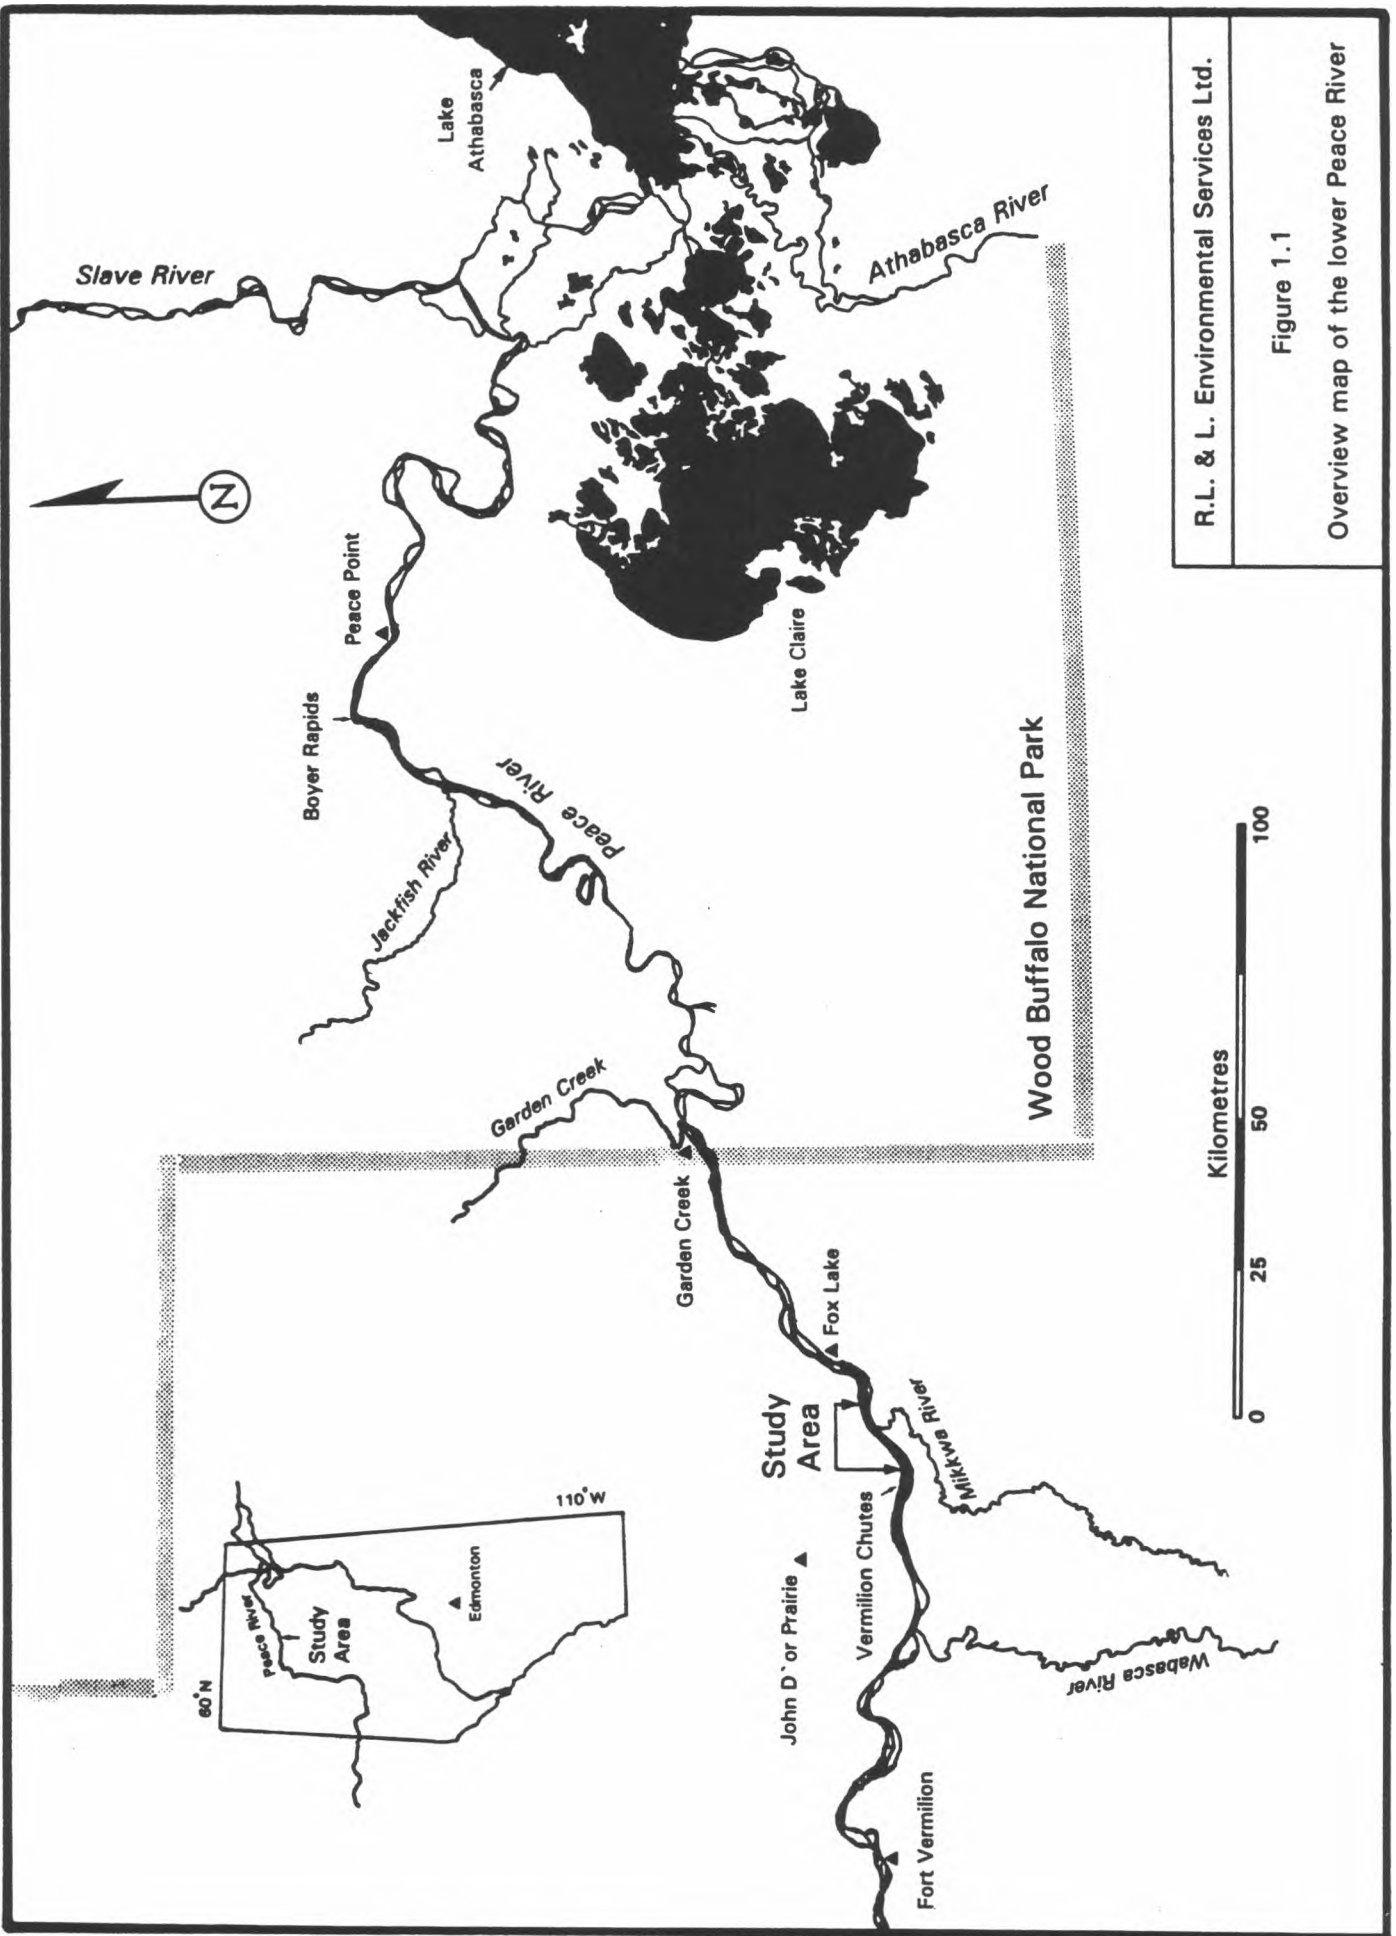 Slave River
Lake
Athabasca
Athabasca River
N
Peace Point
Boyer Rapids
Jackfish River
Peace River
Lake Claire
Garden Creek
Garden Creek
Wood Buffalo National Park
Fox Lake
Study
Area
Mikkwa River
Vermilion Chutes
John D' or Prairie
Wabasca River
Fort Vermilion
60°N
110°W
Peace River
Study
Area
Edmonton
Kilometres
0
25
50
100
R.L. & L. Environmental Services Ltd.
Figure 1.1
Overview map of the lower Peace River